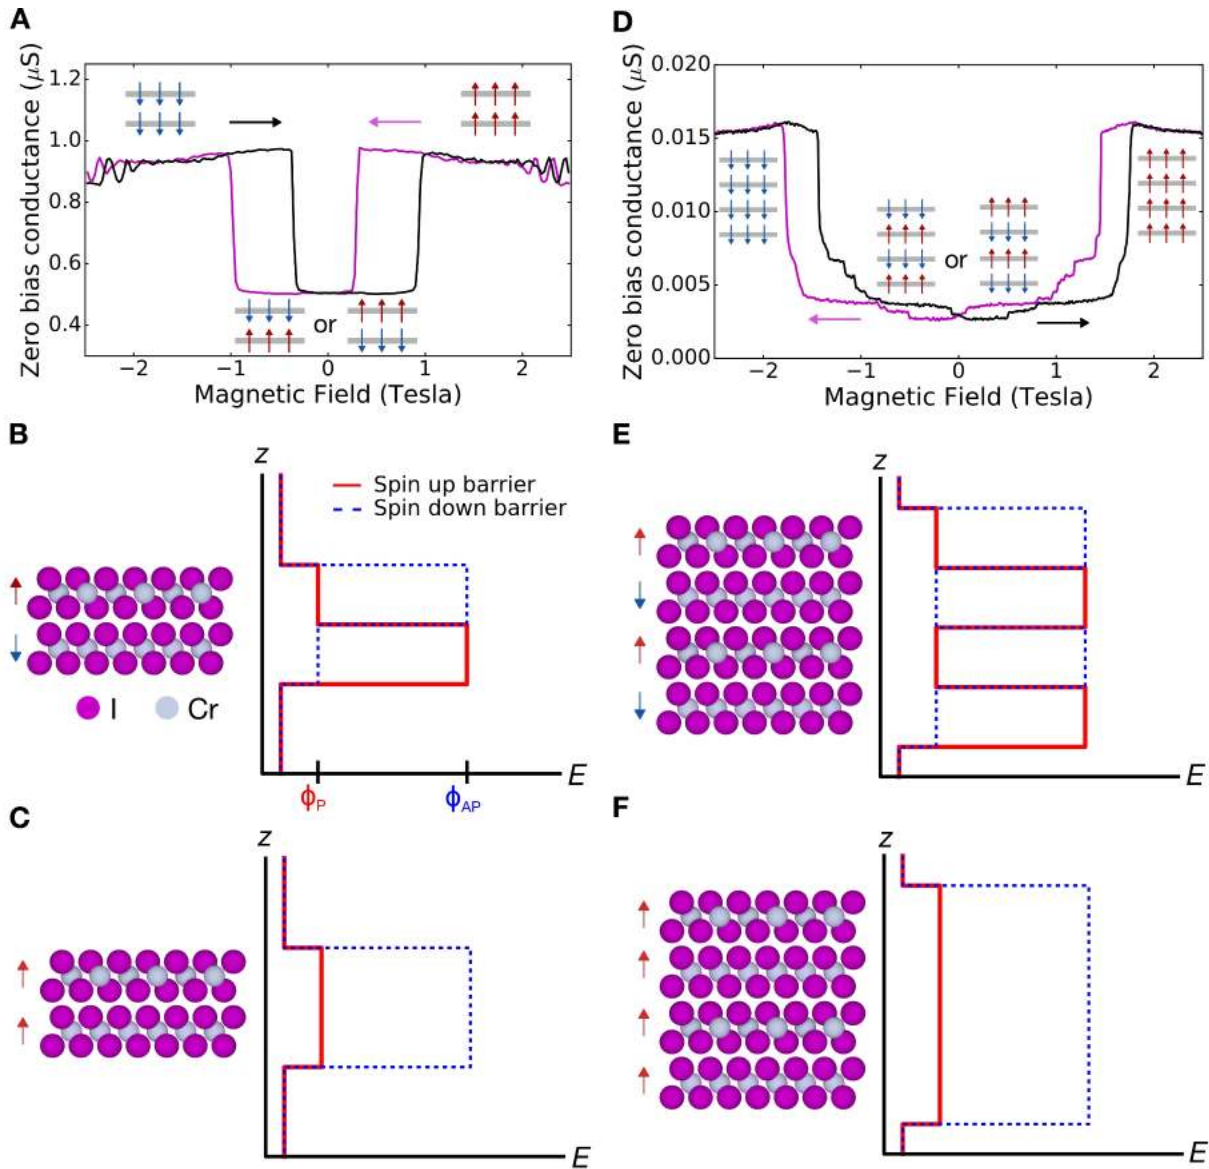 A
Zero bias conductance (μS)
1.2
1.0
0.8
0.6
0.4
or
−2
−1
0
1
2
Magnetic Field (Tesla)
D
Zero bias conductance (μS)
0.020
0.015
0.010
0.005
0.000
or
−2
−1
0
1
2
Magnetic Field (Tesla)
B
z
Spin up barrier
Spin down barrier
I
Cr
E
ϕP
ϕAP
E
z
E
C
z
E
F
z
E